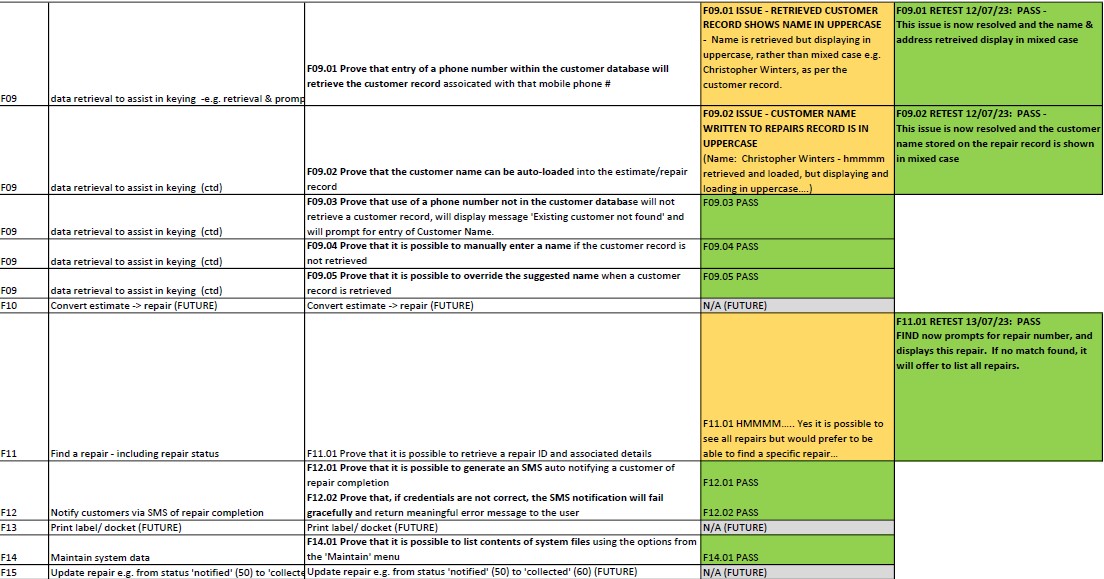 F09.01 ISSUE - RETRIEVED CUSTOMER
RECORD SHOWS NAME IN UPPERCASE
- Name is retrieved but displaying in
uppercase, rather than mixed case e.g.
Christopher Winters, as per the
customer record.
F09.01 RETEST 12/07/23: PASS -
This issue is now resolved and the name &
address retreived display in mixed case
F09.01 Prove that entry of a phone number within the customer database will
retrieve the customer record assoicated with that mobile phone #
F09
data retrieval to assist in keying -e.g. retrieval & promp
F09.02 ISSUE - CUSTOMER NAME
WRITTEN TO REPAIRS RECORD IS IN
UPPERCASE
(Name: Christopher Winters - hmmmm
retrieved and loaded, but displaying and
loading in uppercase....)
F09.02 RETEST 12/07/23: PASS -
This issue is now resolved and the customer
name stored on the repair record is shown
in mixed case
F09.02 Prove that the customer name can be auto-loaded into the estimate/repair
record
F09
data retrieval to assist in keying (ctd)
F09.03 Prove that use of a phone number not in the customer database will not
retrieve a customer record, will display message 'Existing customer not found' and
will prompt for entry of Customer Name.
F09.03 PASS
F09
data retrieval to assist in keying (ctd)
F09.04 Prove that it is possible to manually enter a name if the customer record is
not retrieved
F09.04 PASS
F09
data retrieval to assist in keying (ctd)
F09.05 Prove that it is possible to override the suggested name when a customer
record is retrieved
F09.05 PASS
F09
data retrieval to assist in keying (ctd)
F10
Convert estimate -> repair (FUTURE)
Convert estimate -> repair (FUTURE)
N/A (FUTURE)
F11.01 RETEST 13/07/23: PASS
FIND now prompts for repair number, and
displays this repair. If no match found, it
will offer to list all repairs.
F11
Find a repair - including repair status
F11.01 Prove that it is possible to retrieve a repair ID and associated details
F11.01 HMMMM..... Yes it is possible to
see all repairs but would prefer to be
able to find a specific repair...
F12.01 Prove that it is possible to generate an SMS auto notifying a customer of
repair completion
F12.02 Prove that, if credentials are not correct, the SMS notification will fail
gracefully and return meaningful error message to the user
F12.01 PASS
F12.02 PASS
F12
Notify customers via SMS of repair completion
F13
Print label/ docket (FUTURE)
Print label/ docket (FUTURE)
N/A (FUTURE)
F14.01 Prove that it is possible to list contents of system files using the options from
the 'Maintain' menu
F14
Maintain system data
F14.01 PASS
F15
Update repair e.g. from status 'notified' (50) to 'collecte
Update repair e.g. from status 'notified' (50) to 'collected' (60) (FUTURE)
N/A (FUTURE)